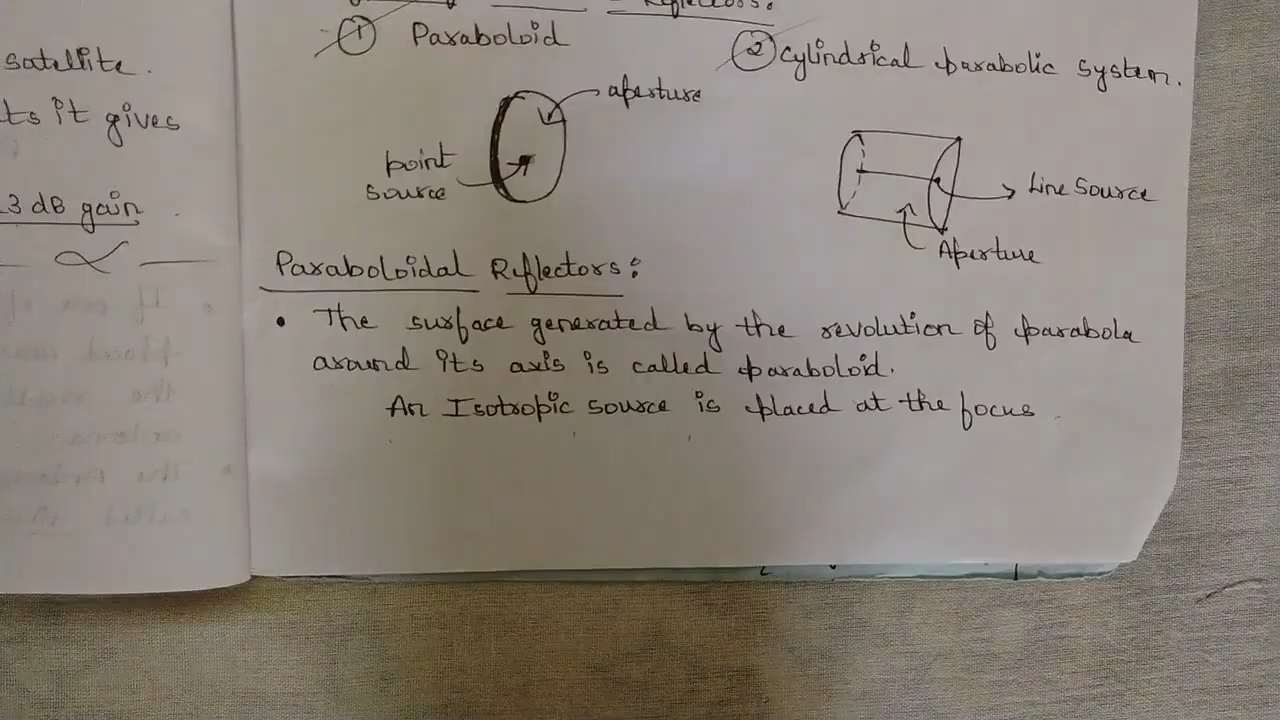 satellite.
ts it gives
3 dB gain
Reflectors:
① Paraboloid
② Cylindrical parabolic system.
aperture
point
source
Line Source
Aperture
Paraboloidal Reflectors:
• The surface generated by the revolution of parabola
around its axis is called paraboloid.
An Isotropic source is placed at the focus